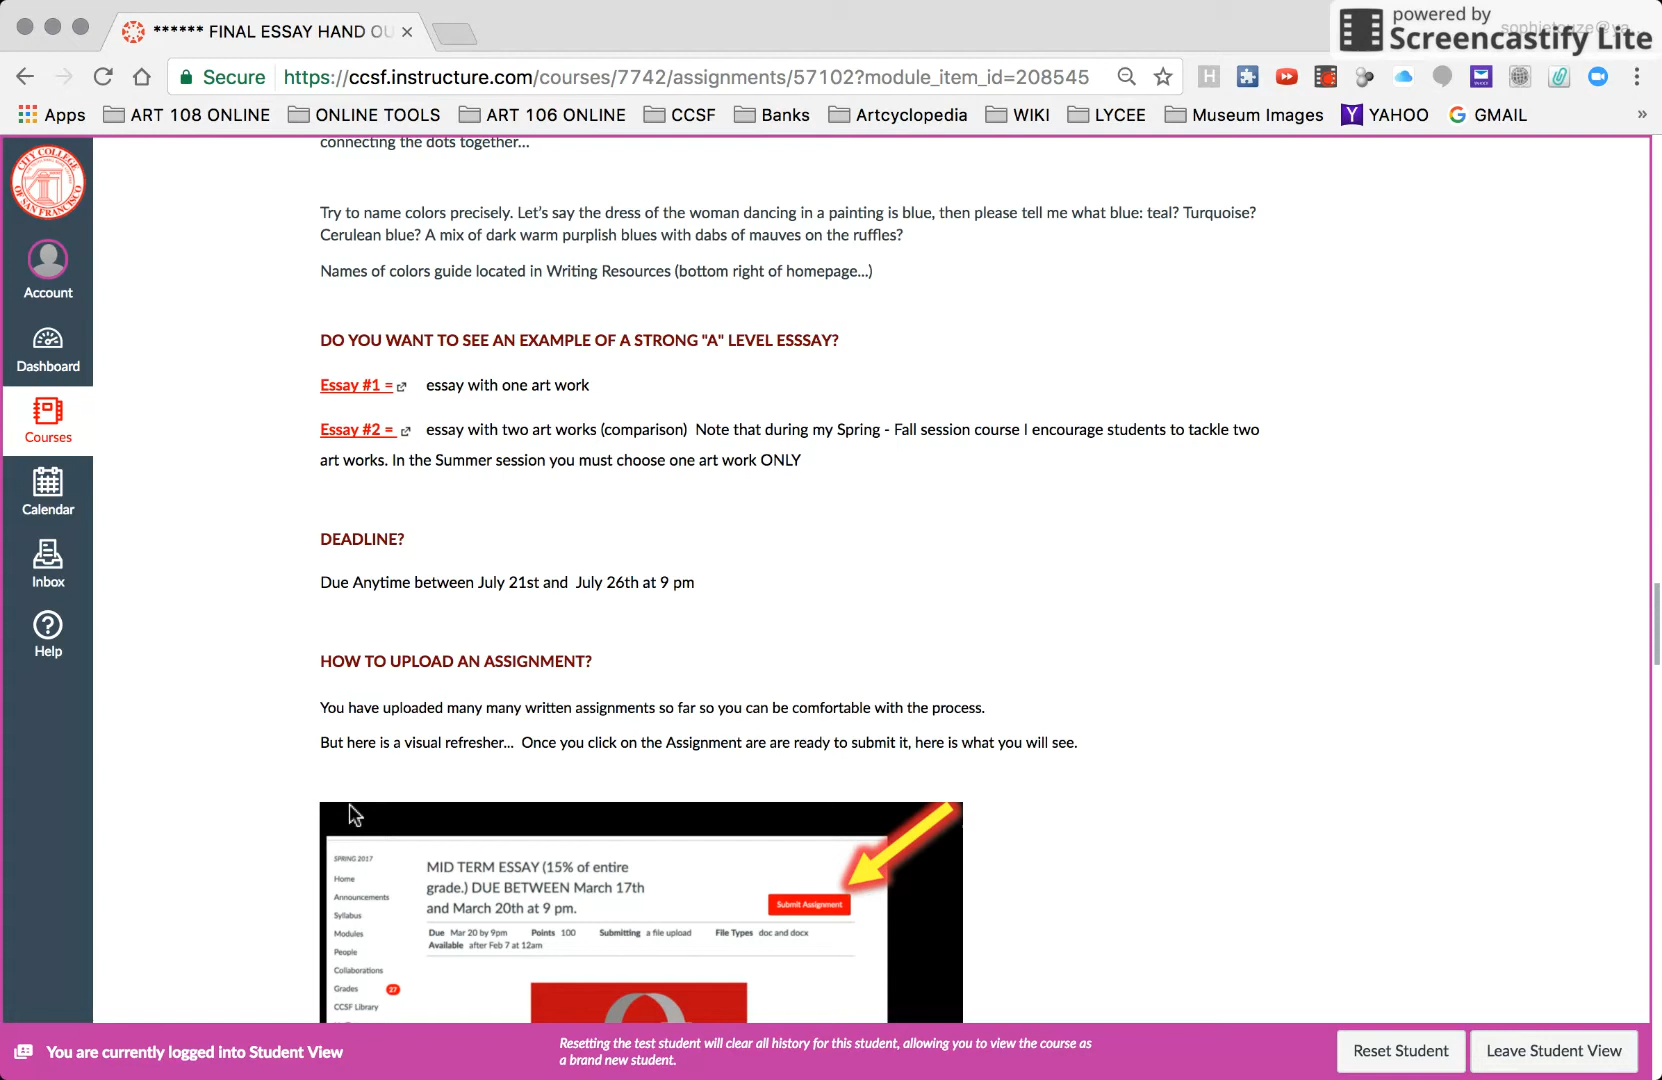 ****** FINAL ESSAY HAND OU
powered by
Screencastify Lite
Secure https://ccsf.instructure.com/courses/7742/assignments/57102?module_item_id=208545
Apps ART 108 ONLINE ONLINE TOOLS ART 106 ONLINE CCSF Banks Artcyclopedia WIKI LYCEE Museum Images YAHOO GMAIL »
CITY COLLEGE
OF SAN FRANCISCO
Account
Dashboard
Courses
Calendar
Inbox
Help
connecting the dots together...
Try to name colors precisely. Let's say the dress of the woman dancing in a painting is blue, then please tell me what blue: teal? Turquoise?
Cerulean blue? A mix of dark warm purplish blues with dabs of mauves on the ruffles?
Names of colors guide located in Writing Resources (bottom right of homepage...)
DO YOU WANT TO SEE AN EXAMPLE OF A STRONG "A" LEVEL ESSSAY?
Essay #1 = essay with one art work
Essay #2 = essay with two art works (comparison) Note that during my Spring - Fall session course I encourage students to tackle two
art works. In the Summer session you must choose one art work ONLY
DEADLINE?
Due Anytime between July 21st and July 26th at 9 pm
HOW TO UPLOAD AN ASSIGNMENT?
You have uploaded many many written assignments so far so you can be comfortable with the process.
But here is a visual refresher... Once you click on the Assignment are are ready to submit it, here is what you will see.
SPRING 2017
Home
Announcements
Syllabus
Modules
People
Collaborations
Grades 27
CCSF Library
MID TERM ESSAY (15% of entire
grade.) DUE BETWEEN March 17th
and March 20th at 9 pm.
Submit Assignment
Due Mar 20 by 9pm Points 100 Submitting a file upload File Types doc and docx
Available after Feb 7 at 12am
You are currently logged into Student View
Resetting the test student will clear all history for this student, allowing you to view the course as
a brand new student.
Reset Student
Leave Student View